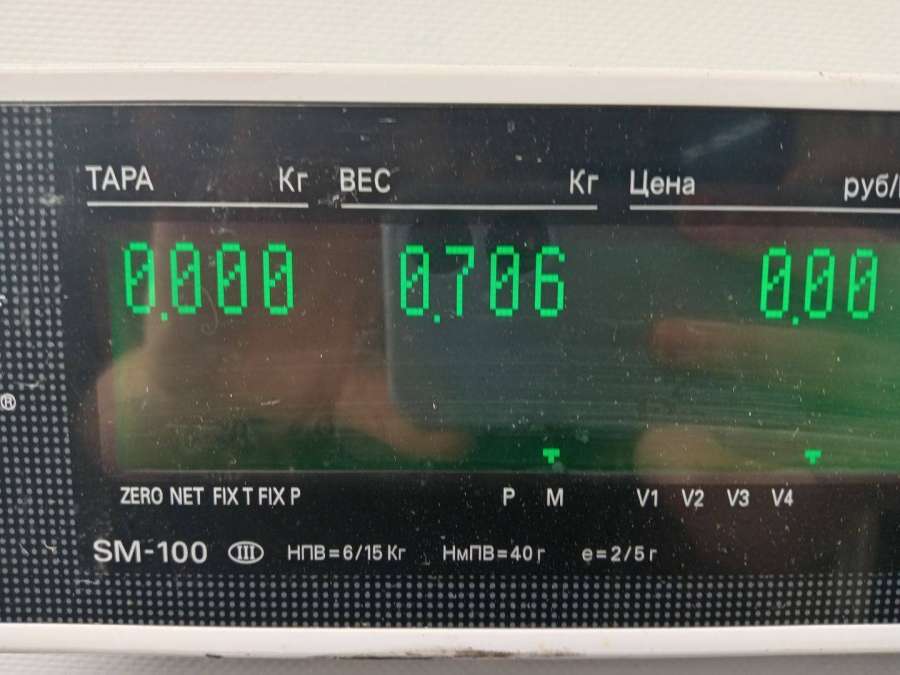 ТАРА Кг ВЕС Кг Цена руб/
0.000 0.706 0.00
®
ZERO NET FIX T FIX P P M V1 V2 V3 V4
SM-100 III НПВ=6/15 Кг НмПВ=40 г е=2/5 г